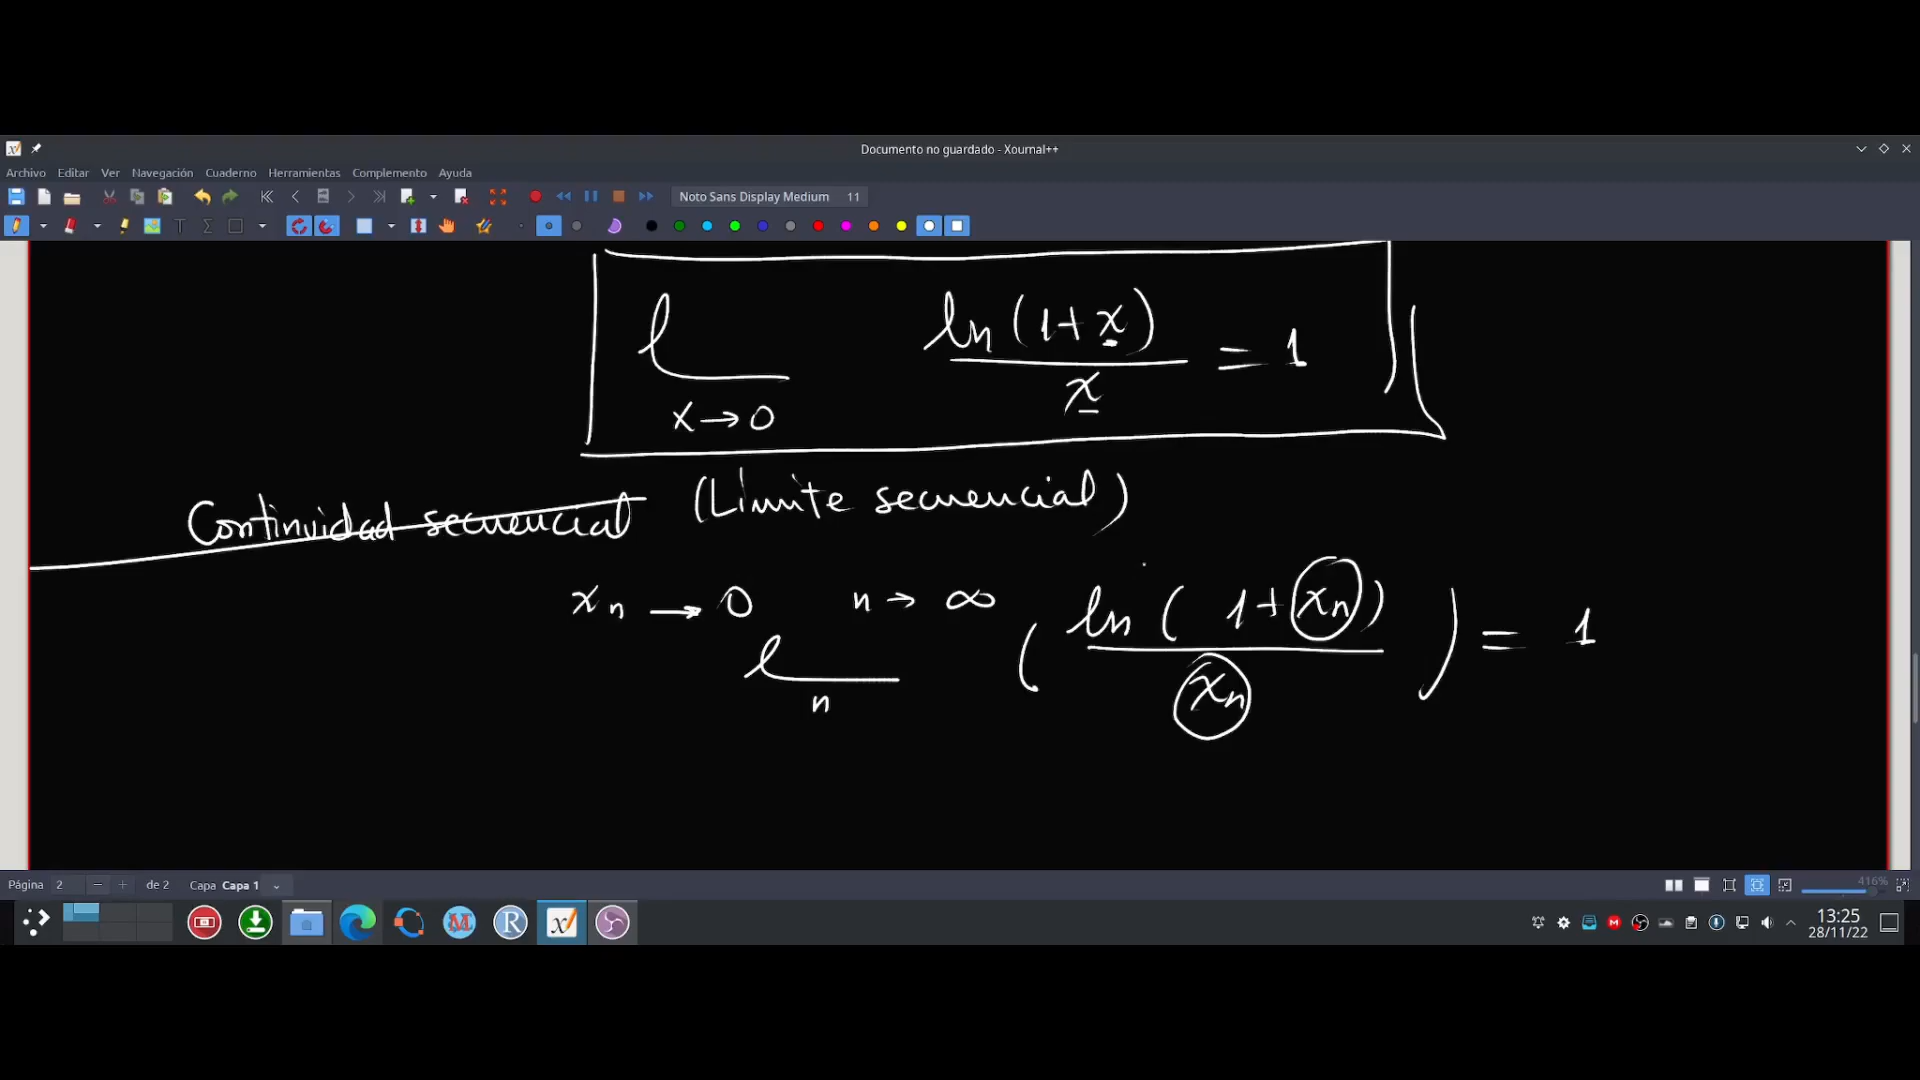 Documento no guardado - Xournal++
Archivo Editar Ver Navegación Cuaderno Herramientas Complemento Ayuda
Noto Sans Display Medium 11
l ln (1+x) = 1
x→0 x
Continuidad secuencial (Límite secuencial)
xn → 0 n → ∞ ( ln ( 1+xn) ) = 1
l
n xn
Página 2 de 2 Capa Capa 1 416%
13:25
28/11/22